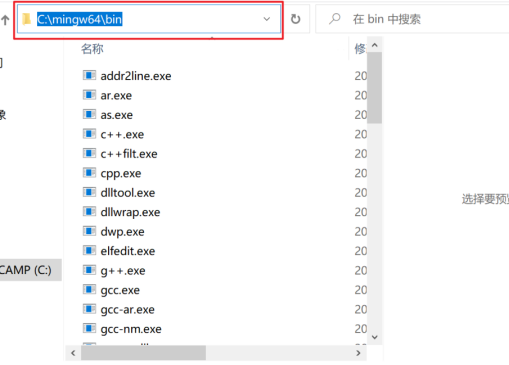 C:\mingw64\bin
在 bin 中搜索
名称
修
addr2line.exe
20
ar.exe
20
as.exe
20
c++.exe
20
c++filt.exe
20
cpp.exe
20
dlltool.exe
20
dllwrap.exe
20
dwp.exe
20
elfedit.exe
20
g++.exe
20
gcc.exe
20
gcc-ar.exe
20
gcc-nm.exe
20
选择要预
CAMP (C:)